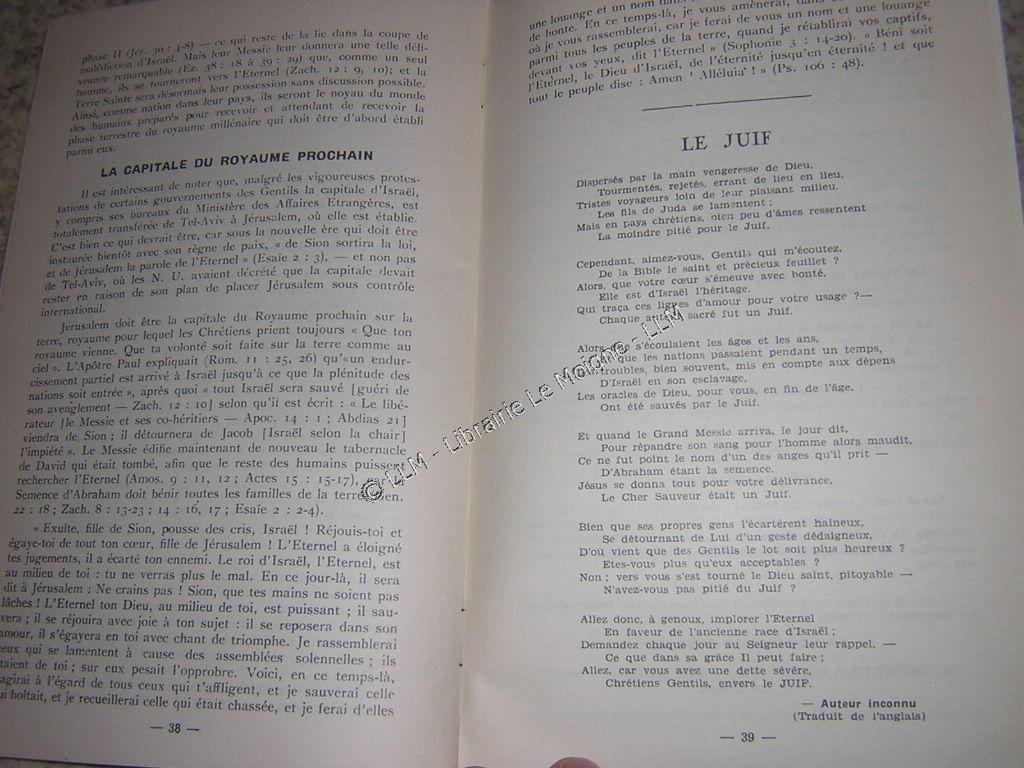 phase II (Jér. 30 : 4-8) — ce qui reste de la lie dans la coupe de
malédiction d'Israël. Mais leur Messie leur donnera une telle déli-
vrance remarquable (Ez. 38 : 18 à 39 : 29) que, comme un seul
homme, ils se tourneront vers l'Eternel (Zach. 12 : 9, 10); et la
Terre Sainte sera désormais leur possession sans discussion possible.
Ainsi, comme nation dans leur pays, ils seront le noyau du monde
des humains préparés pour recevoir et attendant de recevoir la
phase terrestre du royaume millénaire qui doit être d'abord établi
parmi eux.
LA CAPITALE DU ROYAUME PROCHAIN
Il est intéressant de noter que, malgré les vigoureuses protes-
tations de certains gouvernements des Gentils la capitale d'Israël,
y compris ses bureaux du Ministère des Affaires Etrangères, est
totalement transférée de Tel-Aviv à Jérusalem, où elle est établie.
C'est bien ce qui devrait être, car sous la nouvelle ère qui doit être
instaurée bientôt avec son règne de paix, « de Sion sortira la loi,
et de Jérusalem la parole de l'Eternel » (Esaïe 2 : 3), — et non pas
de Tel-Aviv, où les N. U. avaient décrété que la capitale devait
rester en raison de son plan de placer Jérusalem sous contrôle
international.
Jérusalem doit être la capitale du Royaume prochain sur la
terre, royaume pour lequel les Chrétiens prient toujours « Que ton
royaume vienne. Que ta volonté soit faite sur la terre comme au
ciel ». L'Apôtre Paul expliquait (Rom. 11 : 25, 26) qu'«un endur-
cissement partiel est arrivé à Israël jusqu'à ce que la plénitude des
nations soit entrée », après quoi « tout Israël sera sauvé [guéri de
son aveuglement — Zach. 12 : 10] selon qu'il est écrit : « Le libé-
rateur [le Messie et ses co-héritiers — Apoc. 14 : 1 ; Abdias 21]
viendra de Sion ; il détournera de Jacob [Israël selon la chair]
l'impiété ». Le Messie édifie maintenant de nouveau le tabernacle
de David qui était tombé, afin que le reste des humains puissent
rechercher l'Eternel (Amos. 9 : 11, 12 ; Actes 15 : 15-17),
Semence d'Abraham doit bénir toutes les familles de la terre
22 : 18 ; Zach. 8 : 13-23 ; 14 : 16, 17 ; Esaïe 2 : 2-4).
« Exulte, fille de Sion, pousse des cris, Israël ! Réjouis-toi et
égaye-toi de tout ton cœur, fille de Jérusalem ! L'Eternel a éloigné
tes jugements, il a écarté ton ennemi. Le roi d'Israël, l'Eternel, est
au milieu de toi : tu ne verras plus le mal. En ce jour-là, il sera
dit à Jérusalem : Ne crains pas ! Sion, que tes mains ne soient pas
lâches ! L'Eternel ton Dieu, au milieu de toi, est puissant ; il sau-
vera ; il se réjouira avec joie à ton sujet : il se reposera dans son
amour, il s'égayera en toi avec chant de triomphe. Je rassemblerai
ceux qui se lamentent à cause des assemblées solennelles ; ils
taient de toi ; sur eux pesait l'opprobre. Voici, en ce temps-là,
agirai à l'égard de tous ceux qui t'affligent, et je sauverai celle
ui boitait, et je recueillerai celle qui était chassée, et je ferai d'elles
— 38 —
une louange et un nom dans
de honte. En ce temps-là, je vous amènerai, dans
où je vous rassemblerai, car je ferai de vous un nom et une louange
parmi tous les peuples de la terre, quand je rétablirai vos captifs,
devant vos yeux, dit l'Eternel » (Sophonie 3 : 14-20). « Béni soit
l'Eternel, le Dieu d'Israël, de l'éternité jusqu'en éternité ! et que
tout le peuple dise : Amen ! Alléluia ! » (Ps. 106 : 48).
LE JUIF
Dispersés par la main vengeresse de Dieu,
Tourmentés, rejetés, errant de lieu en lieu,
Tristes voyageurs loin de leur plaisant milieu,
Les fils de Juda se lamentent ;
Mais en pays chrétiens, bien peu d'âmes ressentent
La moindre pitié pour le Juif.
Cependant, aimez-vous, Gentils qui m'écoutez,
De la Bible le saint et précieux feuillet ?
Alors, que votre cœur s'émeuve avec bonté,
Elle est d'Israël l'héritage.
Qui traça ces lignes d'amour pour votre usage ?—
Chaque auteur sacré fut un Juif.
Alors que s'écoulaient les âges et les ans,
que les nations passaient pendant un temps,
troubles, bien souvent, mis en compte aux dépens
D'Israël en son esclavage,
Les oracles de Dieu, pour vous, en fin de l'âge,
Ont été sauvés par le Juif.
Et quand le Grand Messie arriva, le jour dit,
Pour répandre son sang pour l'homme alors maudit,
Ce ne fut point le nom d'un des anges qu'il prit —
D'Abraham étant la semence.
Jésus se donna tout pour votre délivrance,
Le Cher Sauveur était un Juif.
Bien que ses propres gens l'écartèrent haineux,
Se détournant de Lui d'un geste dédaigneux,
D'où vient que des Gentils le lot soit plus heureux ?
Etes-vous plus qu'eux acceptables ?
Non ; vers vous s'est tourné le Dieu saint, pitoyable —
N'avez-vous pas pitié du Juif ?
Allez donc, à genoux, implorer l'Eternel
En faveur de l'ancienne race d'Israël ;
Demandez chaque jour au Seigneur leur rappel, —
Ce que dans sa grâce Il peut faire ;
Allez, car vous avez une dette sévère,
Chrétiens Gentils, envers le JUIF.
— Auteur inconnu
(Traduit de l'anglais)
— 39 —
© LLM - Librairie Le Moighe - LLM